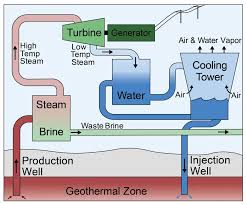 Turbine
Generator
Air & Water Vapor
High
Temp
Steam
Low
Temp
Steam
Cooling
Tower
Water
Air
Air
Steam
Brine
Waste Brine
Production
Well
Injection
Well
Geothermal Zone